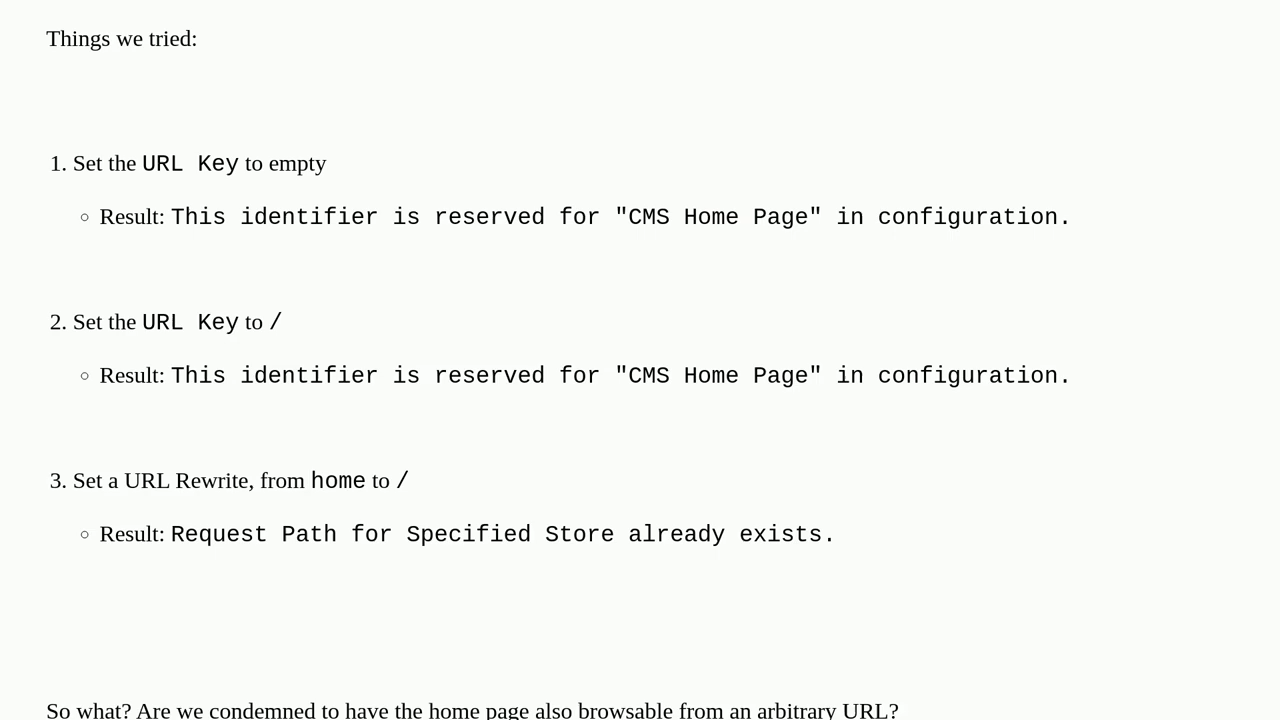 Things we tried:
1. Set the URL Key to empty
Result: This identifier is reserved for "CMS Home Page" in configuration.
2. Set the URL Key to /
Result: This identifier is reserved for "CMS Home Page" in configuration.
3. Set a URL Rewrite, from home to /
Result: Request Path for Specified Store already exists.
So what? Are we condemned to have the home page also browsable from an arbitrary URL?